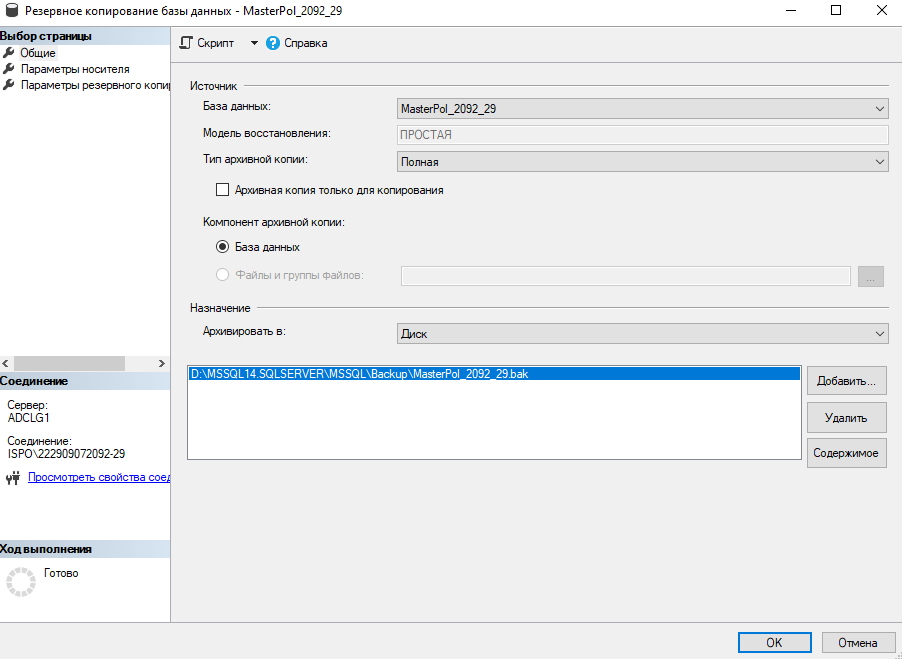 Резервное копирование базы данных - MasterPol_2092_29
Выбор страницы
Общие
Параметры носителя
Параметры резервного копи
Скрипт
Справка
Источник
База данных:
MasterPol_2092_29
Модель восстановления:
ПРОСТАЯ
Тип архивной копии:
Полная
Архивная копия только для копирования
Компонент архивной копии:
База данных
Файлы и группы файлов:
...
Назначение
Архивировать в:
Диск
D:\MSSQL14.SQLSERVER\MSSQL\Backup\MasterPol_2092_29.bak
Добавить...
Удалить
Содержимое
Соединение
Сервер:
ADCLG1
Соединение:
ISPO\222909072092-29
Просмотреть свойства соед
Ход выполнения
Готово
OK
Отмена